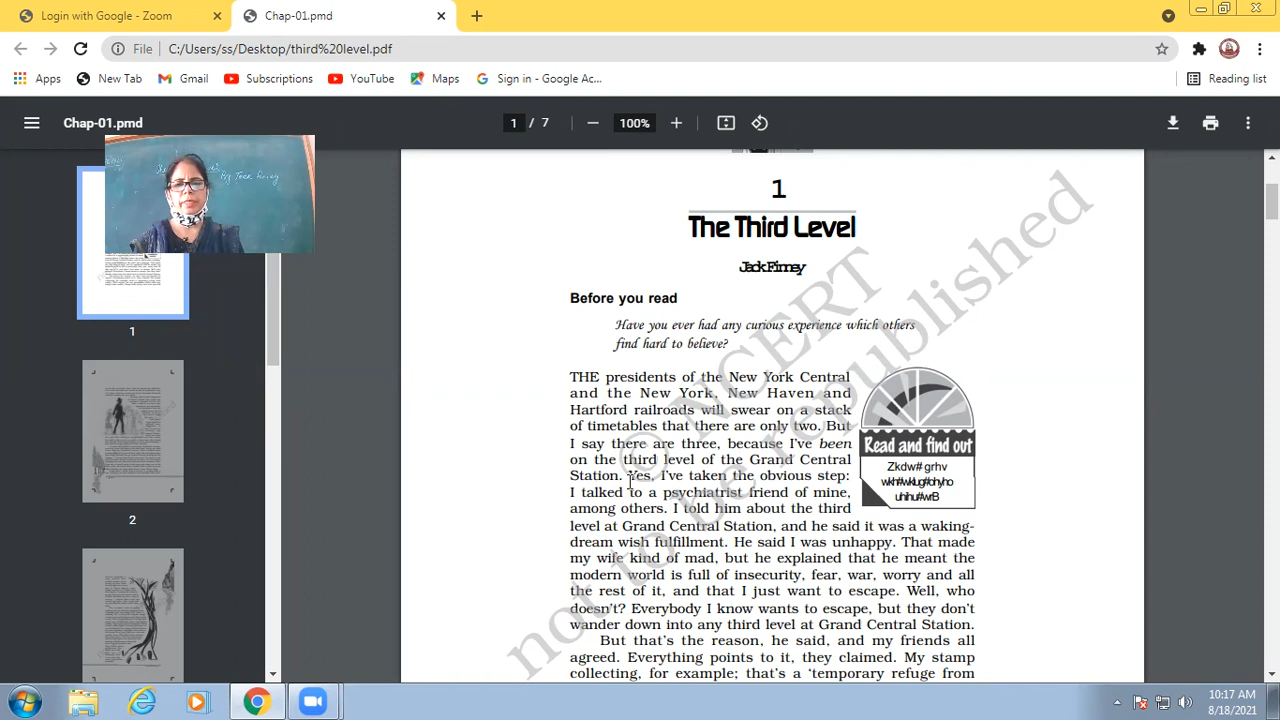 Login with Google - Zoom
Chap-01.pmd
File
C:/Users/ss/Desktop/third%20level.pdf
Apps
New Tab
Gmail
Subscriptions
YouTube
Maps
Sign in - Google Ac...
Reading list
Chap-01.pmd
1 / 7
100%
By Jack Finney
1
2
1
The Third Level
Jack Finney
Before you read
Have you ever had any curious experience which others
find hard to believe?
THE presidents of the New York Central
and the New York, New Haven and
Hartford railroads will swear on a stack
of timetables that there are only two. But
I say there are three, because I've been
on the third level of the Grand Central
Station. Yes, I've taken the obvious step:
I talked to a psychiatrist friend of mine,
among others. I told him about the third
level at Grand Central Station, and he said it was a waking-
dream wish fulfillment. He said I was unhappy. That made
my wife kind of mad, but he explained that he meant the
modern world is full of insecurity, fear, war, worry and all
the rest of it, and that I just want to escape. Well, who
doesn't? Everybody I know wants to escape, but they don't
wander down into any third level at Grand Central Station.
But that's the reason, he said, and my friends all
agreed. Everything points to it, they claimed. My stamp
collecting, for example; that's a 'temporary refuge from
Read and find out
Zkdw# grhv
wkh#wklug#ohyho
uhihu#wrB
© NCERT
not to be republished
10:17 AM
8/18/2021